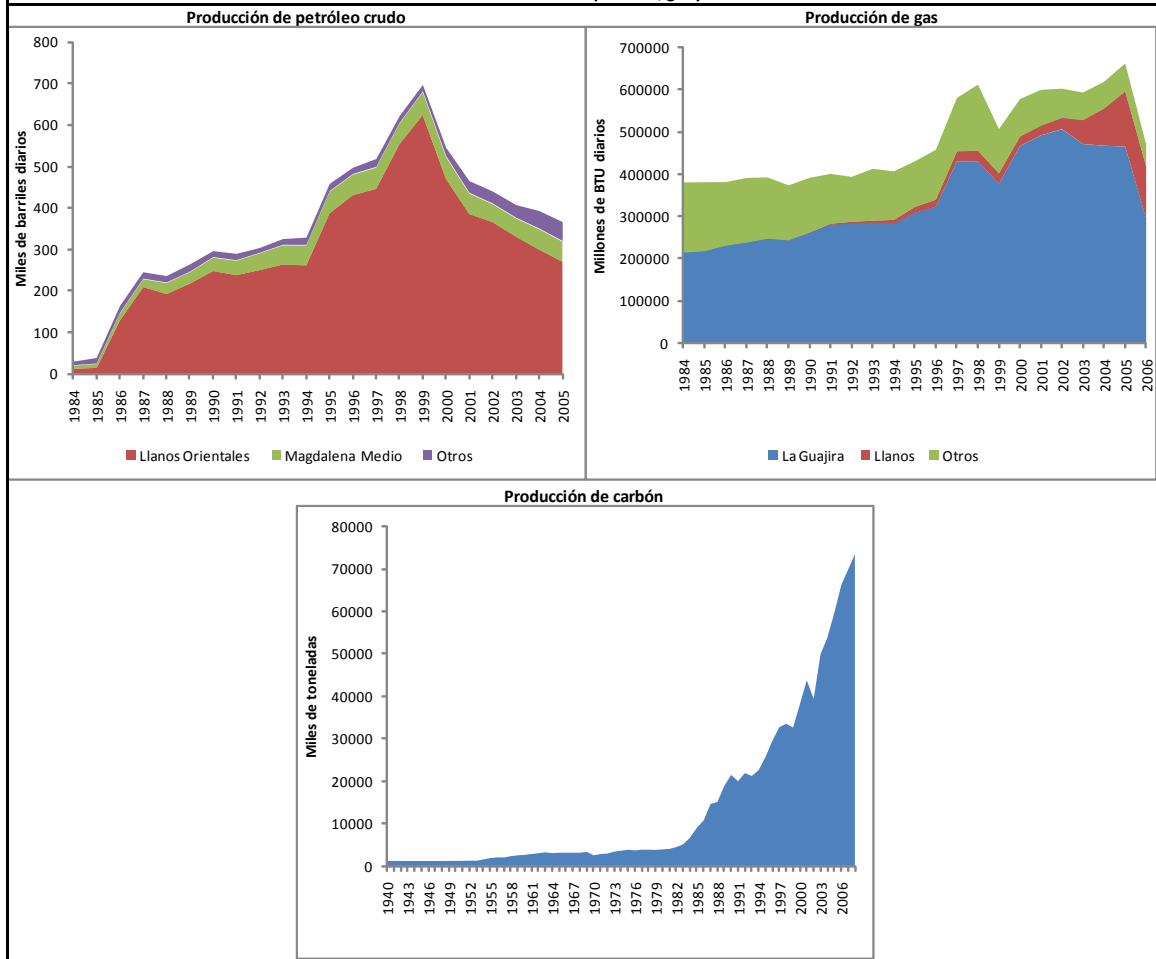 Producción de petróleo crudo
800
700
600
500
400
300
200
100
0
Miles de barriles diarios
1984 1985 1986 1987 1988 1989 1990 1991 1992 1993 1994 1995 1996 1997 1998 1999 2000 2001 2002 2003 2004 2005
Llanos Orientales Magdalena Medio Otros
Producción de gas
700000
600000
500000
400000
300000
200000
100000
0
Millones de BTU diarios
1984 1985 1986 1987 1988 1989 1990 1991 1992 1993 1994 1995 1996 1997 1998 1999 2000 2001 2002 2003 2004 2005 2006
La Guajira Llanos Otros
Producción de carbón
80000
70000
60000
50000
40000
30000
20000
10000
0
Miles de toneladas
1940 1943 1946 1949 1952 1955 1958 1961 1964 1967 1970 1973 1976 1979 1982 1985 1988 1991 1994 1997 2000 2003 2006